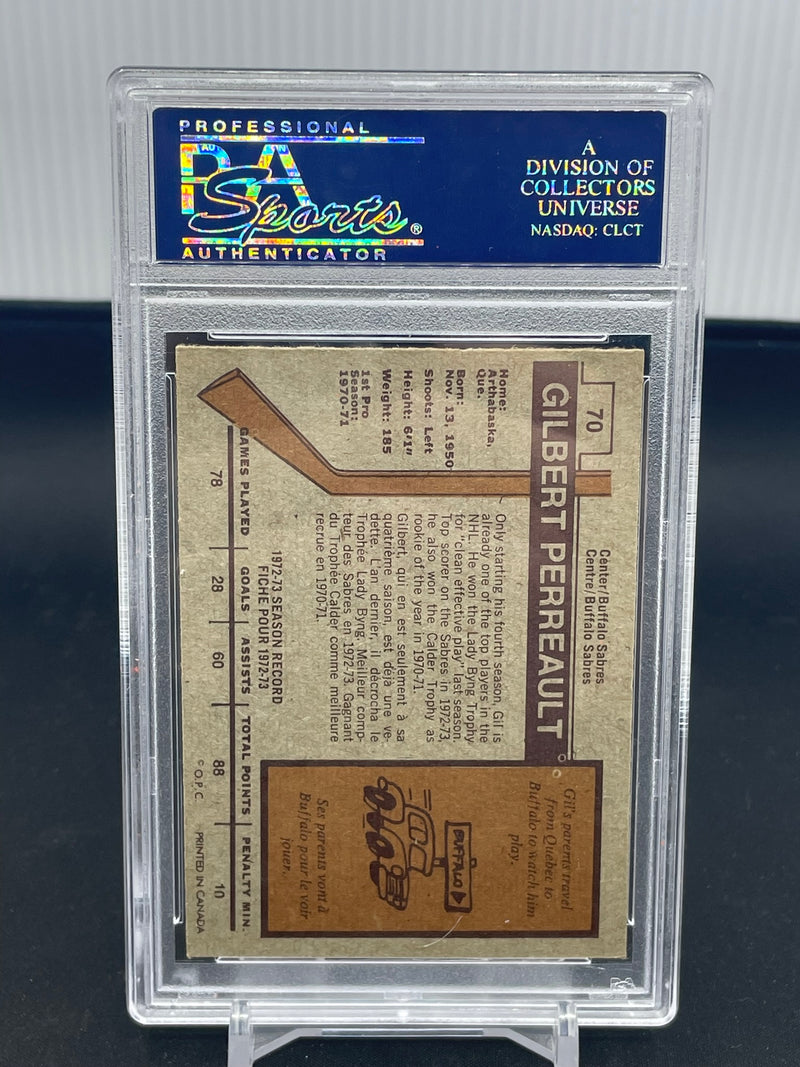 PROFESSIONAL
PSA
Sports®
AUTHENTICATOR
A
DIVISION OF
COLLECTORS
UNIVERSE
NASDAQ: CLCT
70
Center/Buffalo Sabres
Centre/Buffalo Sabres
GILBERT PERREAULT
Home:
Arthabaska,
Que.
Born:
Nov. 13, 1950
Shoots: Left
Height: 6'1"
Weight: 185
1st Pro
Season:
1970-71
Only starting his fourth season, Gil is
already one of the top players in the
NHL. He won the Lady Byng Trophy
for "clean effective play" last season.
Top scorer on the Sabres in 1972-73,
he also won the Calder Trophy as
rookie of the year in 1970-71.
Gilbert, qui en est seulement à sa
quatrième saison, est déja une ve-
dette. L'an dernier, il décrocha le
Trophée Lady Byng. Meilleur comp-
teur des Sabres en 1972-73. Gagnant
du Trophée Calder comme meilleure
recrue en 1970-71.
Gil's parents travel
from Quebec to
Buffalo to watch him
play.
BUFFALO
Ses parents vont à
Buffalo pour le voir
jouer.
1972-73 SEASON RECORD
FICHE POUR 1972-73
GAMES PLAYED GOALS ASSISTS TOTAL POINTS PENALTY MIN.
78 28 60 88 10
© O.P.C. PRINTED IN CANADA